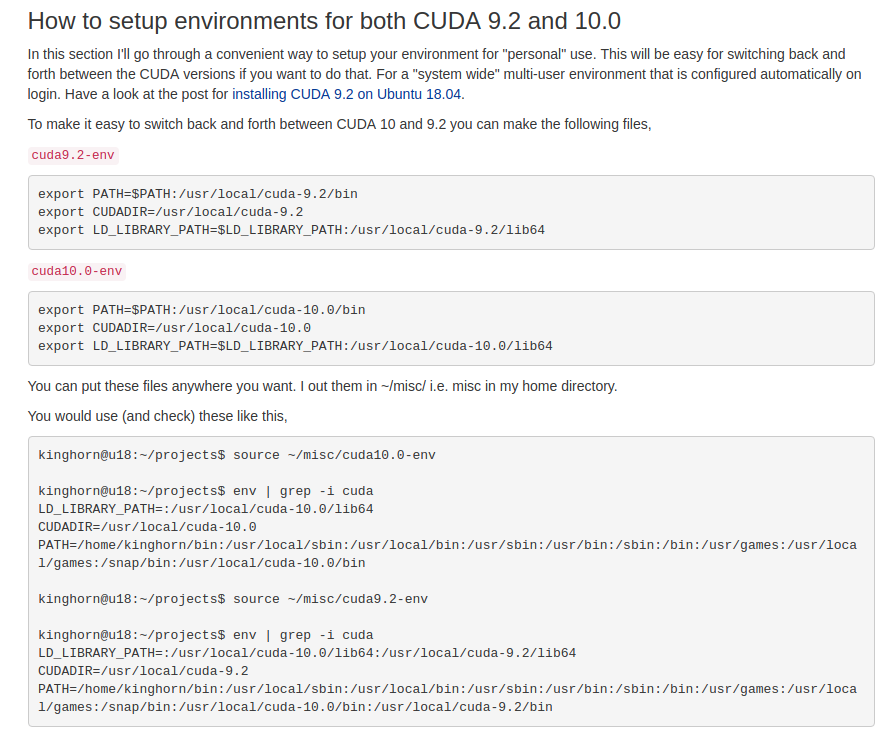 How to setup environments for both CUDA 9.2 and 10.0
In this section I'll go through a convenient way to setup your environment for "personal" use. This will be easy for switching back and
forth between the CUDA versions if you want to do that. For a "system wide" multi-user environment that is configured automatically on
login. Have a look at the post for installing CUDA 9.2 on Ubuntu 18.04.
To make it easy to switch back and forth between CUDA 10 and 9.2 you can make the following files,
cuda9.2-env
export PATH=$PATH:/usr/local/cuda-9.2/bin
export CUDADIR=/usr/local/cuda-9.2
export LD_LIBRARY_PATH=$LD_LIBRARY_PATH:/usr/local/cuda-9.2/lib64
cuda10.0-env
export PATH=$PATH:/usr/local/cuda-10.0/bin
export CUDADIR=/usr/local/cuda-10.0
export LD_LIBRARY_PATH=$LD_LIBRARY_PATH:/usr/local/cuda-10.0/lib64
You can put these files anywhere you want. I out them in ~/misc/ i.e. misc in my home directory.
You would use (and check) these like this,
kinghorn@u18:~/projects$ source ~/misc/cuda10.0-env
kinghorn@u18:~/projects$ env | grep -i cuda
LD_LIBRARY_PATH=:/usr/local/cuda-10.0/lib64
CUDADIR=/usr/local/cuda-10.0
PATH=/home/kinghorn/bin:/usr/local/sbin:/usr/local/bin:/usr/sbin:/usr/bin:/sbin:/bin:/usr/games:/usr/loca
l/games:/snap/bin:/usr/local/cuda-10.0/bin
kinghorn@u18:~/projects$ source ~/misc/cuda9.2-env
kinghorn@u18:~/projects$ env | grep -i cuda
LD_LIBRARY_PATH=:/usr/local/cuda-10.0/lib64:/usr/local/cuda-9.2/lib64
CUDADIR=/usr/local/cuda-9.2
PATH=/home/kinghorn/bin:/usr/local/sbin:/usr/local/bin:/usr/sbin:/usr/bin:/sbin:/bin:/usr/games:/usr/loca
l/games:/snap/bin:/usr/local/cuda-10.0/bin:/usr/local/cuda-9.2/bin